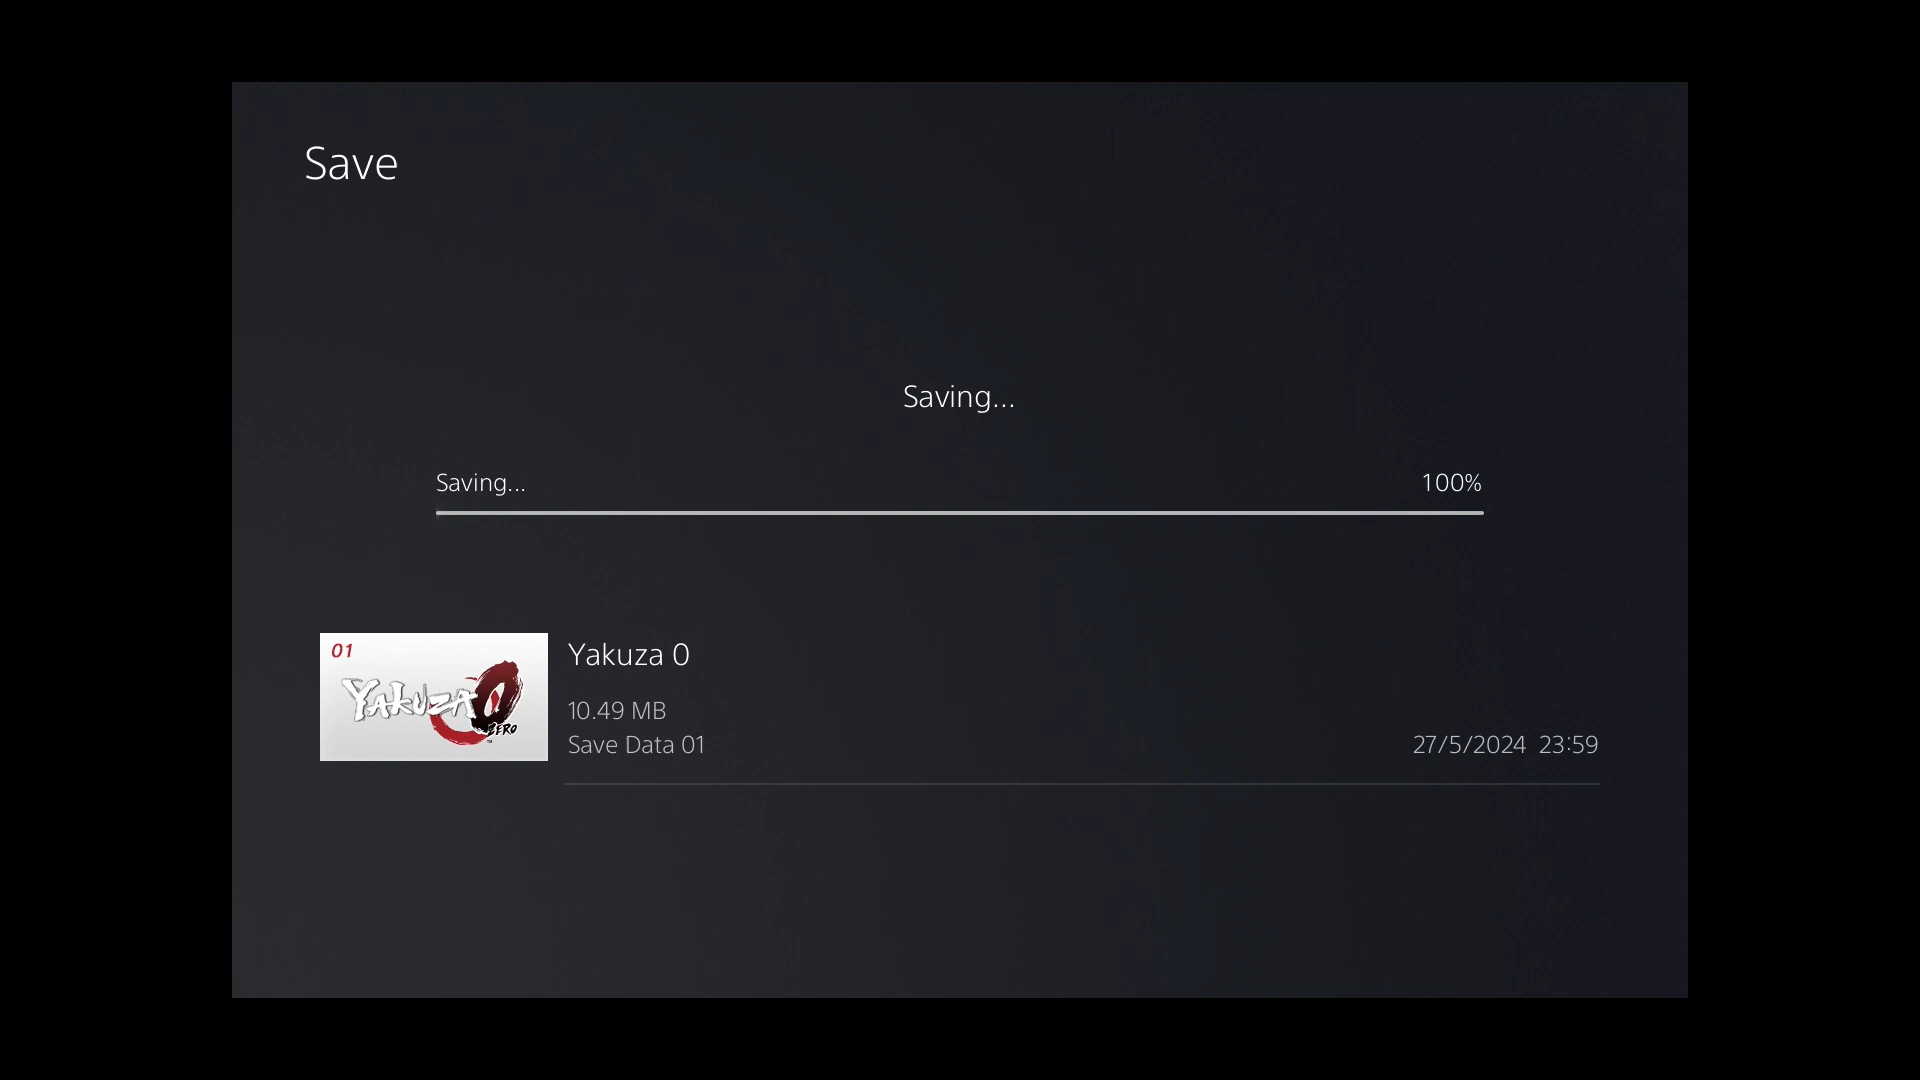 Save
Saving...
Saving... 100%
01
YAKUZA 0
ZERO
TM
Yakuza 0
10.49 MB
Save Data 01 27/5/2024 23:59